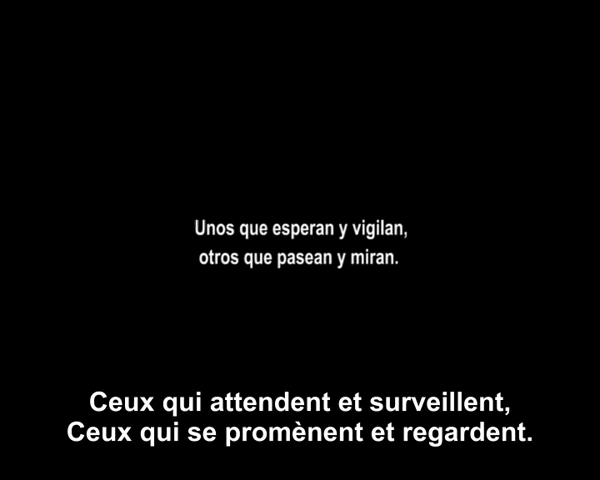 Unos que esperan y vigilan,
otros que pasean y miran.
Ceux qui attendent et surveillent,
Ceux qui se promènent et regardent.